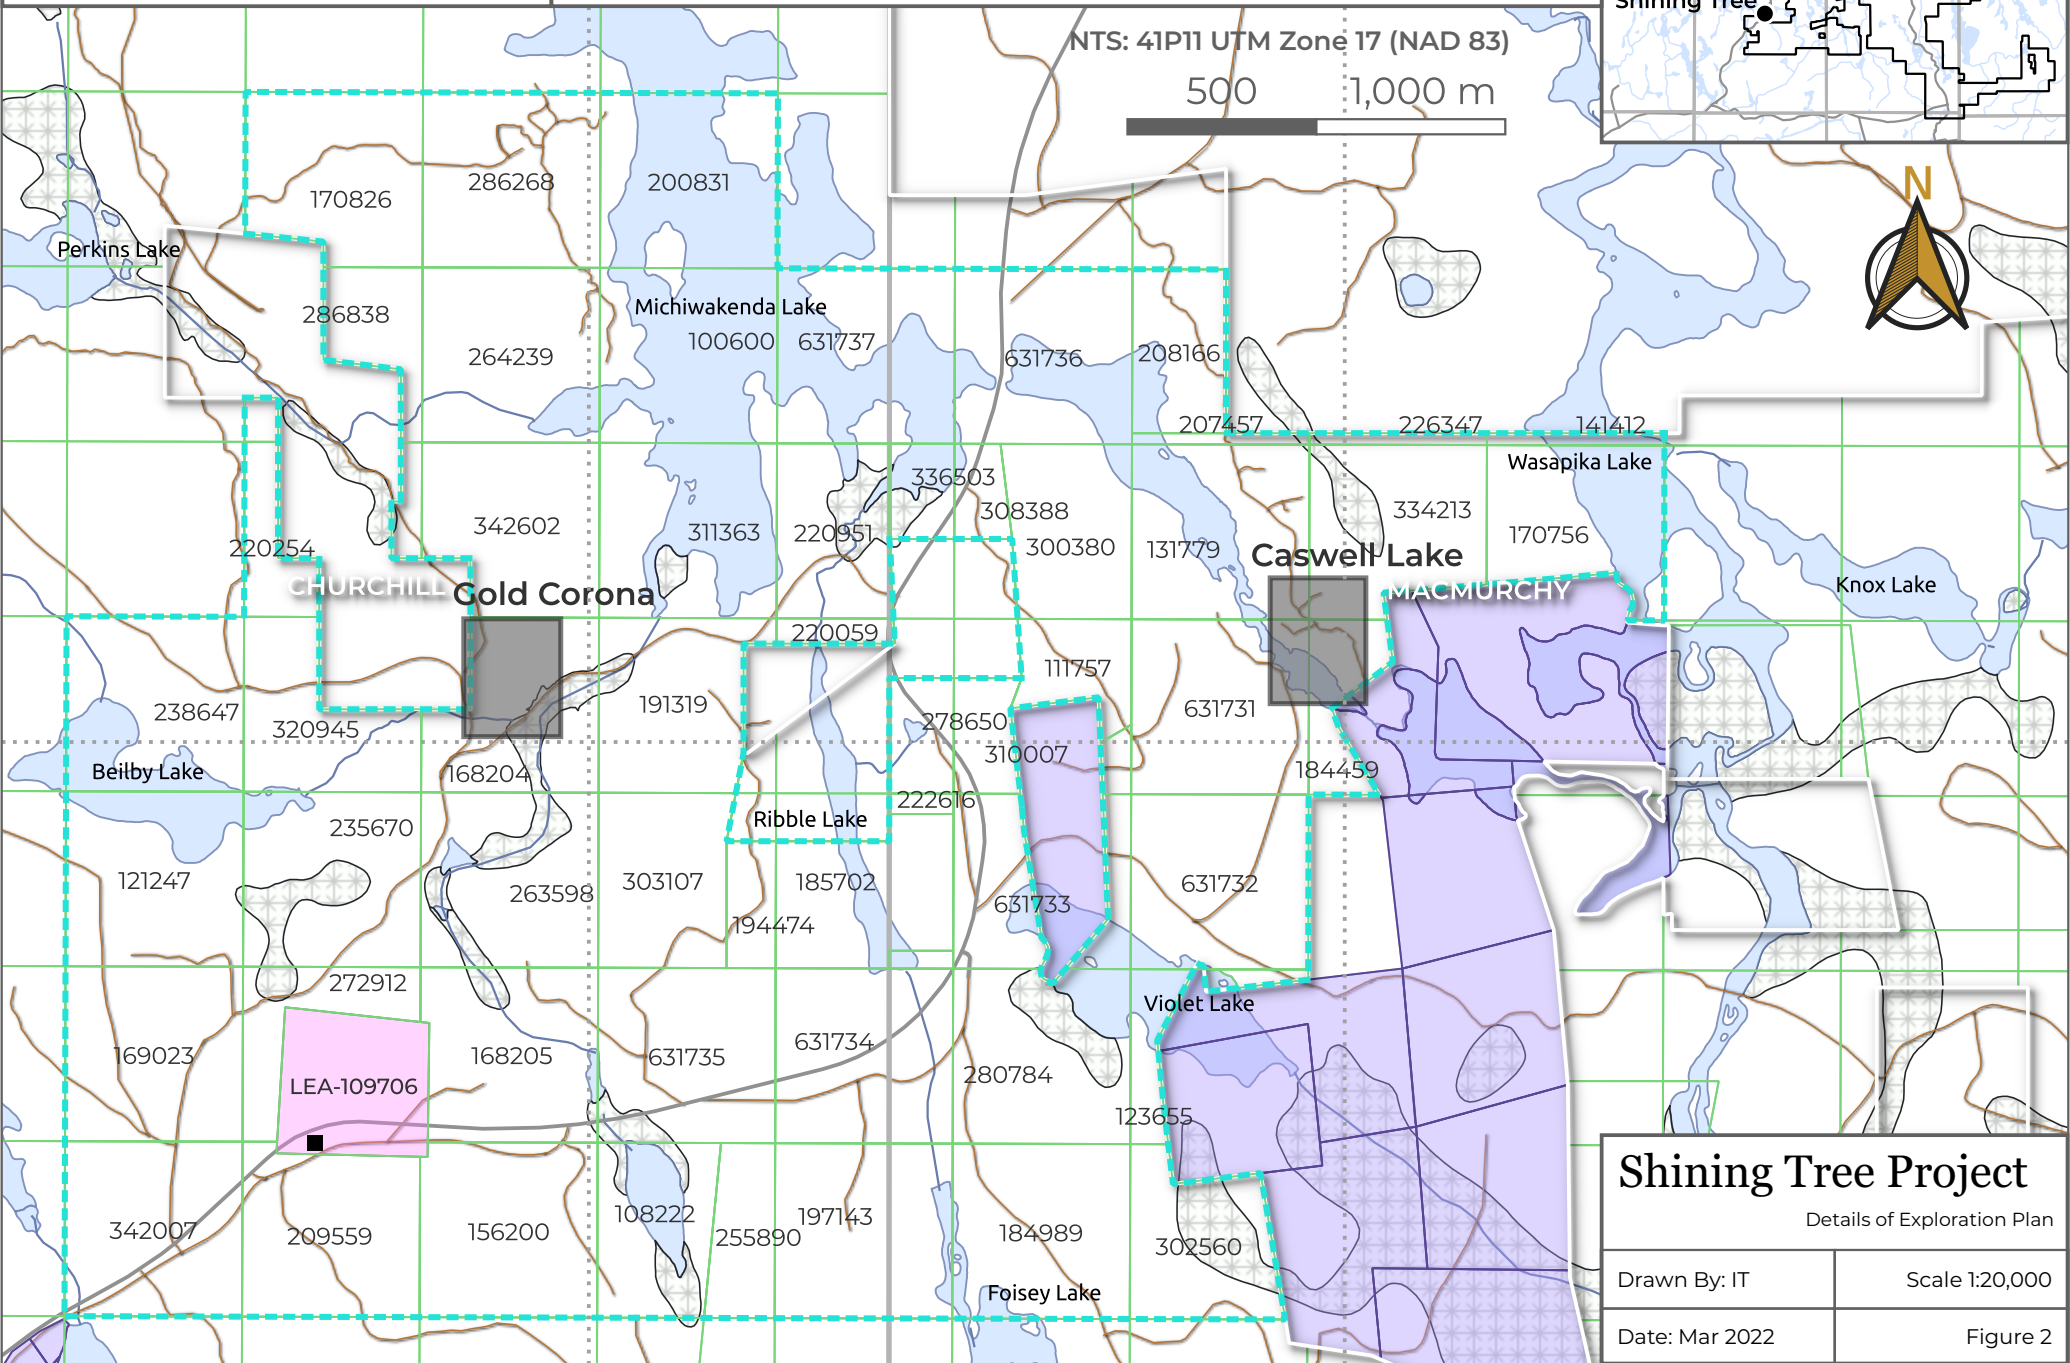 Shining Tree
NTS: 41P11 UTM Zone 17 (NAD 83)
500 1,000 m
N
170826
286268
200831
Perkins Lake
286838
Michiwakenda Lake
100600
631737
264239
631736
208166
207457
226347
141412
Wasapika Lake
336503
308388
334213
342602
311363
220951
170756
220254
300380
131779
Caswell Lake
CHURCHILL
Gold Corona
MACMURCHY
Knox Lake
220059
111757
238647
320945
191319
278650
631731
310007
Beilby Lake
168204
184459
222616
Ribble Lake
235670
121247
263598
303107
185702
631732
194474
631733
272912
Violet Lake
169023
168205
631735
631734
LEA-109706
280784
123655
342007
209559
156200
108222
255890
197143
184989
302560
Foisey Lake
Shining Tree Project
Details of Exploration Plan
Drawn By: IT
Scale 1:20,000
Date: Mar 2022
Figure 2